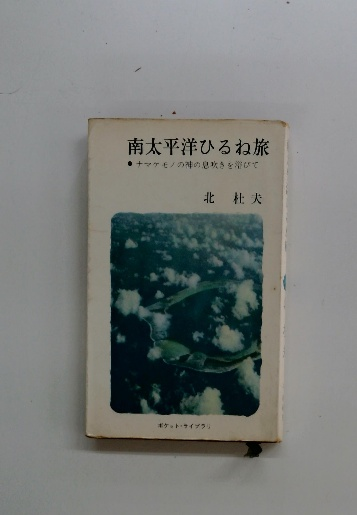 南太平洋ひるね旅
●ナマケモノの神の息吹きを浴びて
北 杜夫
ポケット・ライブラリ